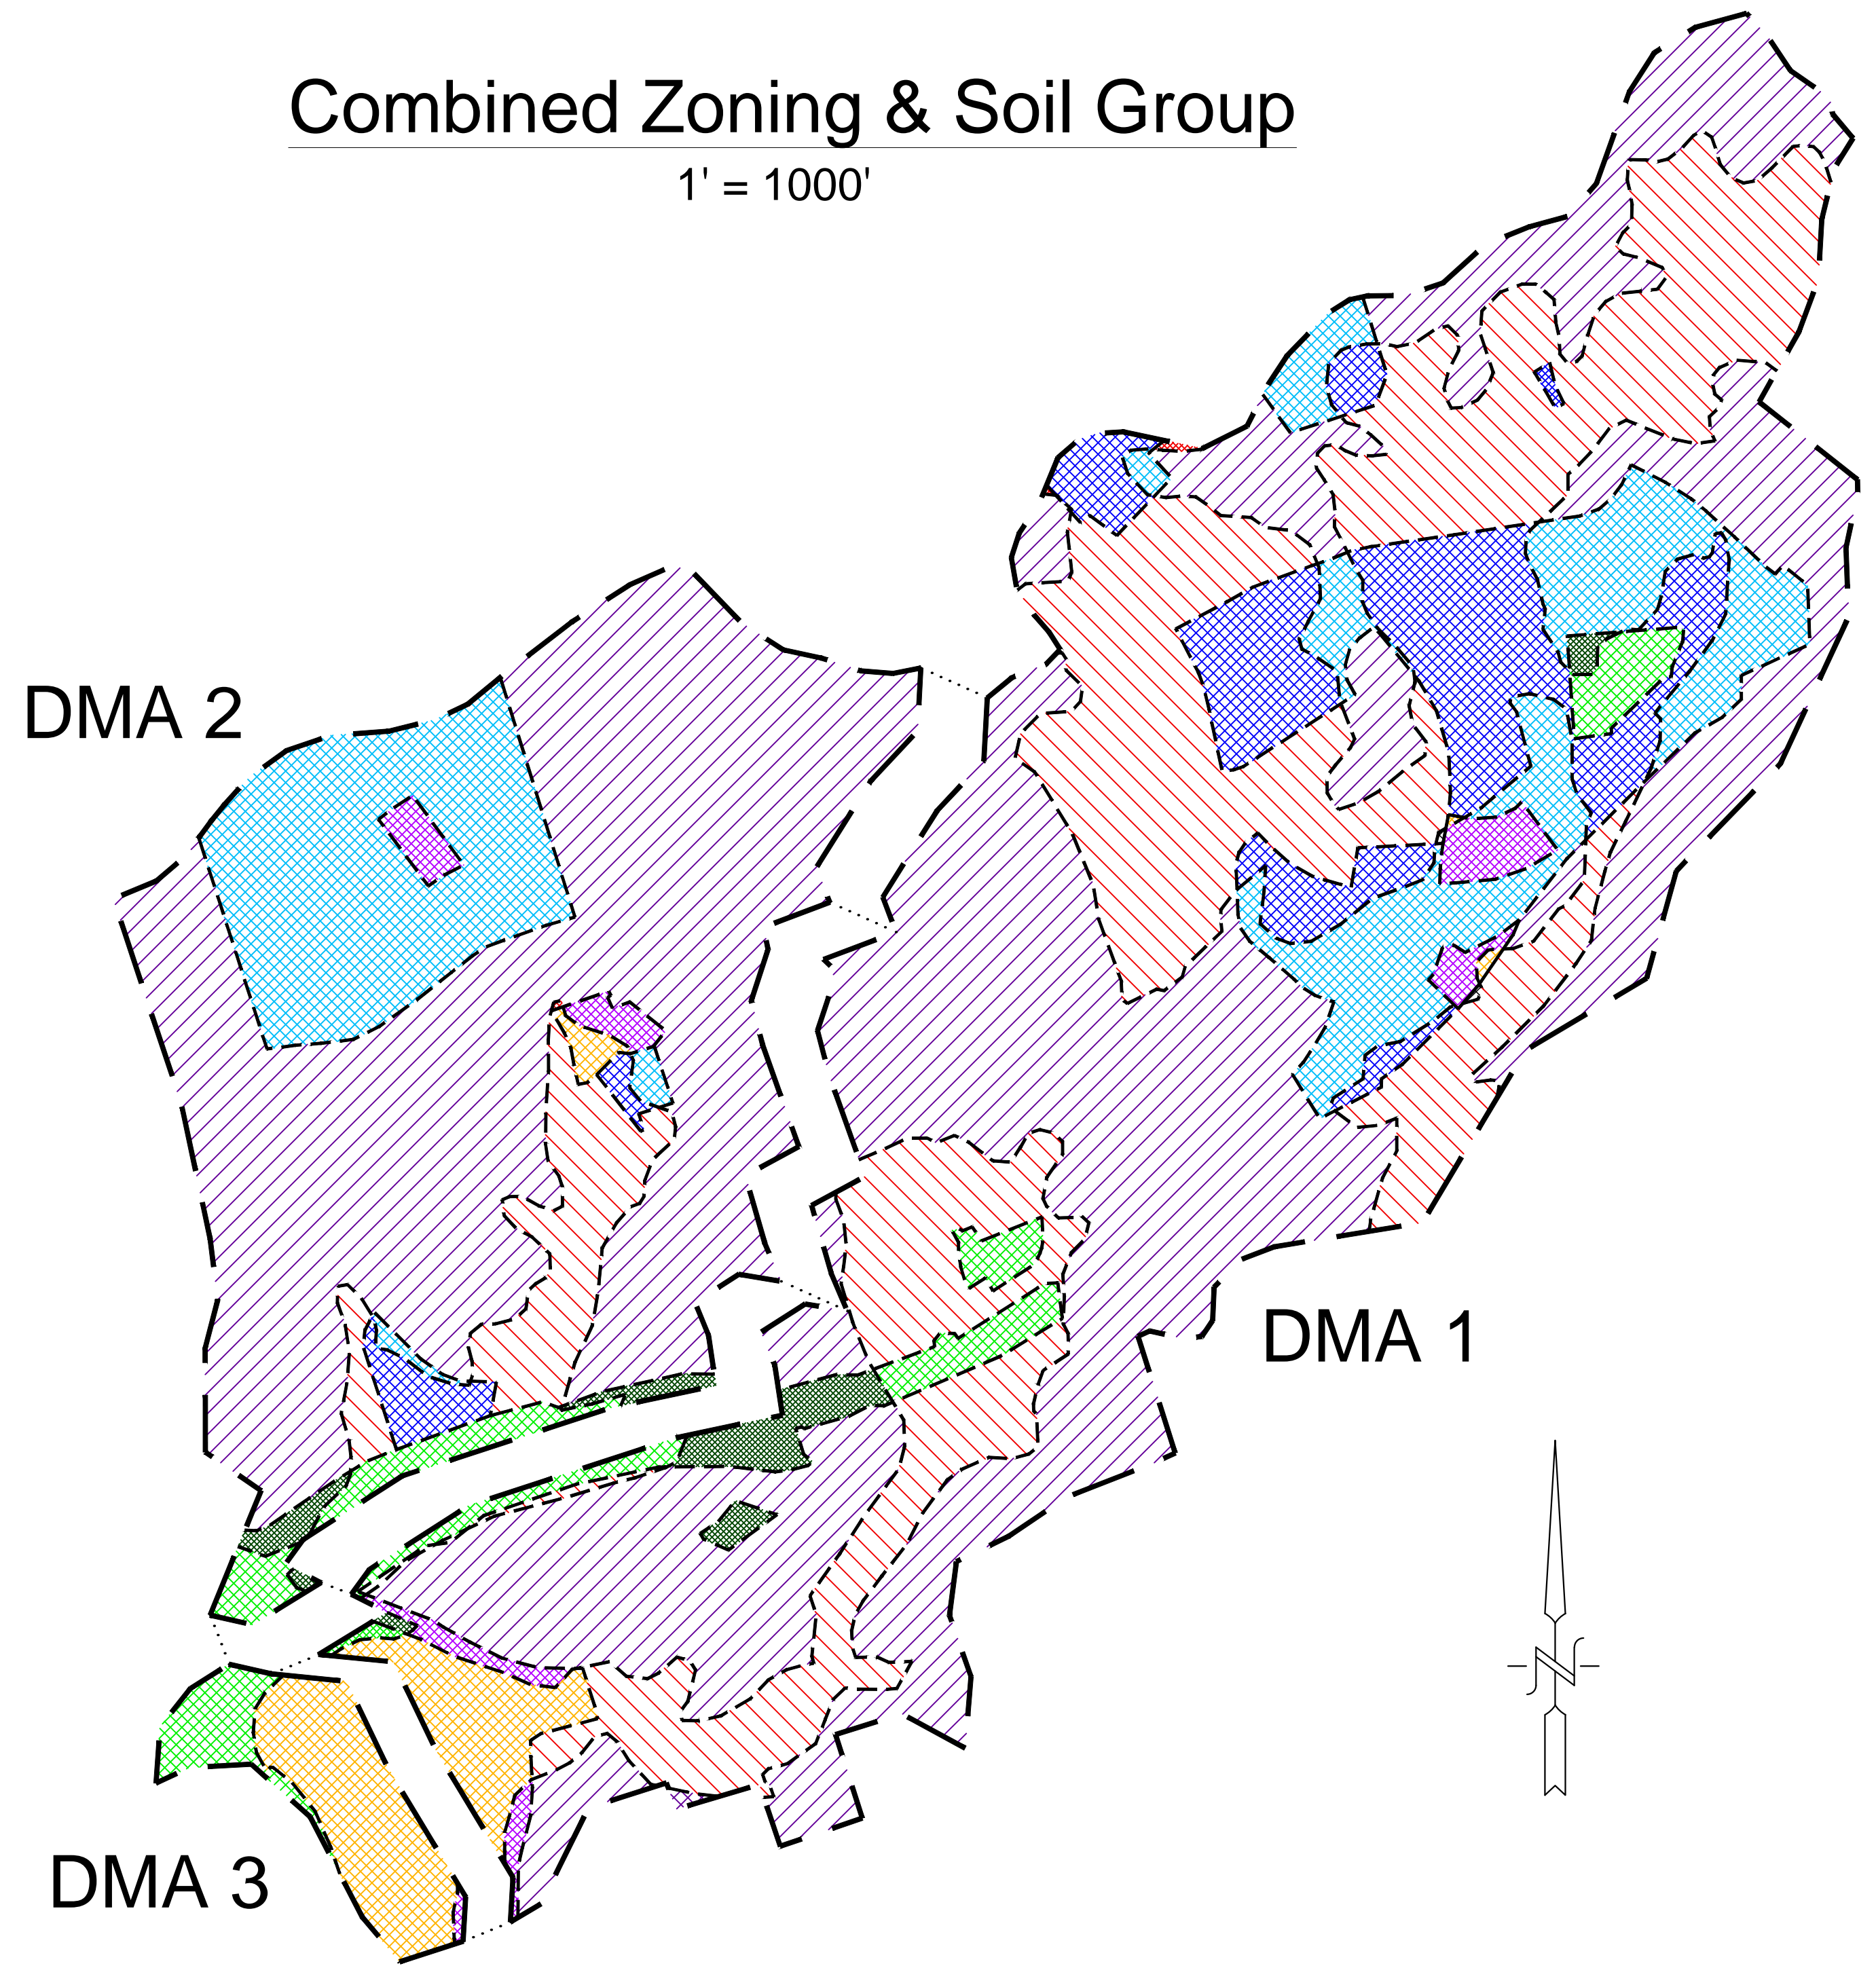 Combined Zoning & Soil Group
1' = 1000'
DMA 2
DMA 1
DMA 3
N